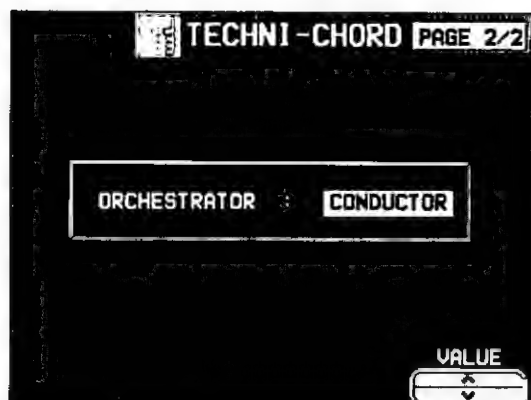 TECHNI-CHORD PAGE 2/2
ORCHESTRATOR : CONDUCTOR
VALUE